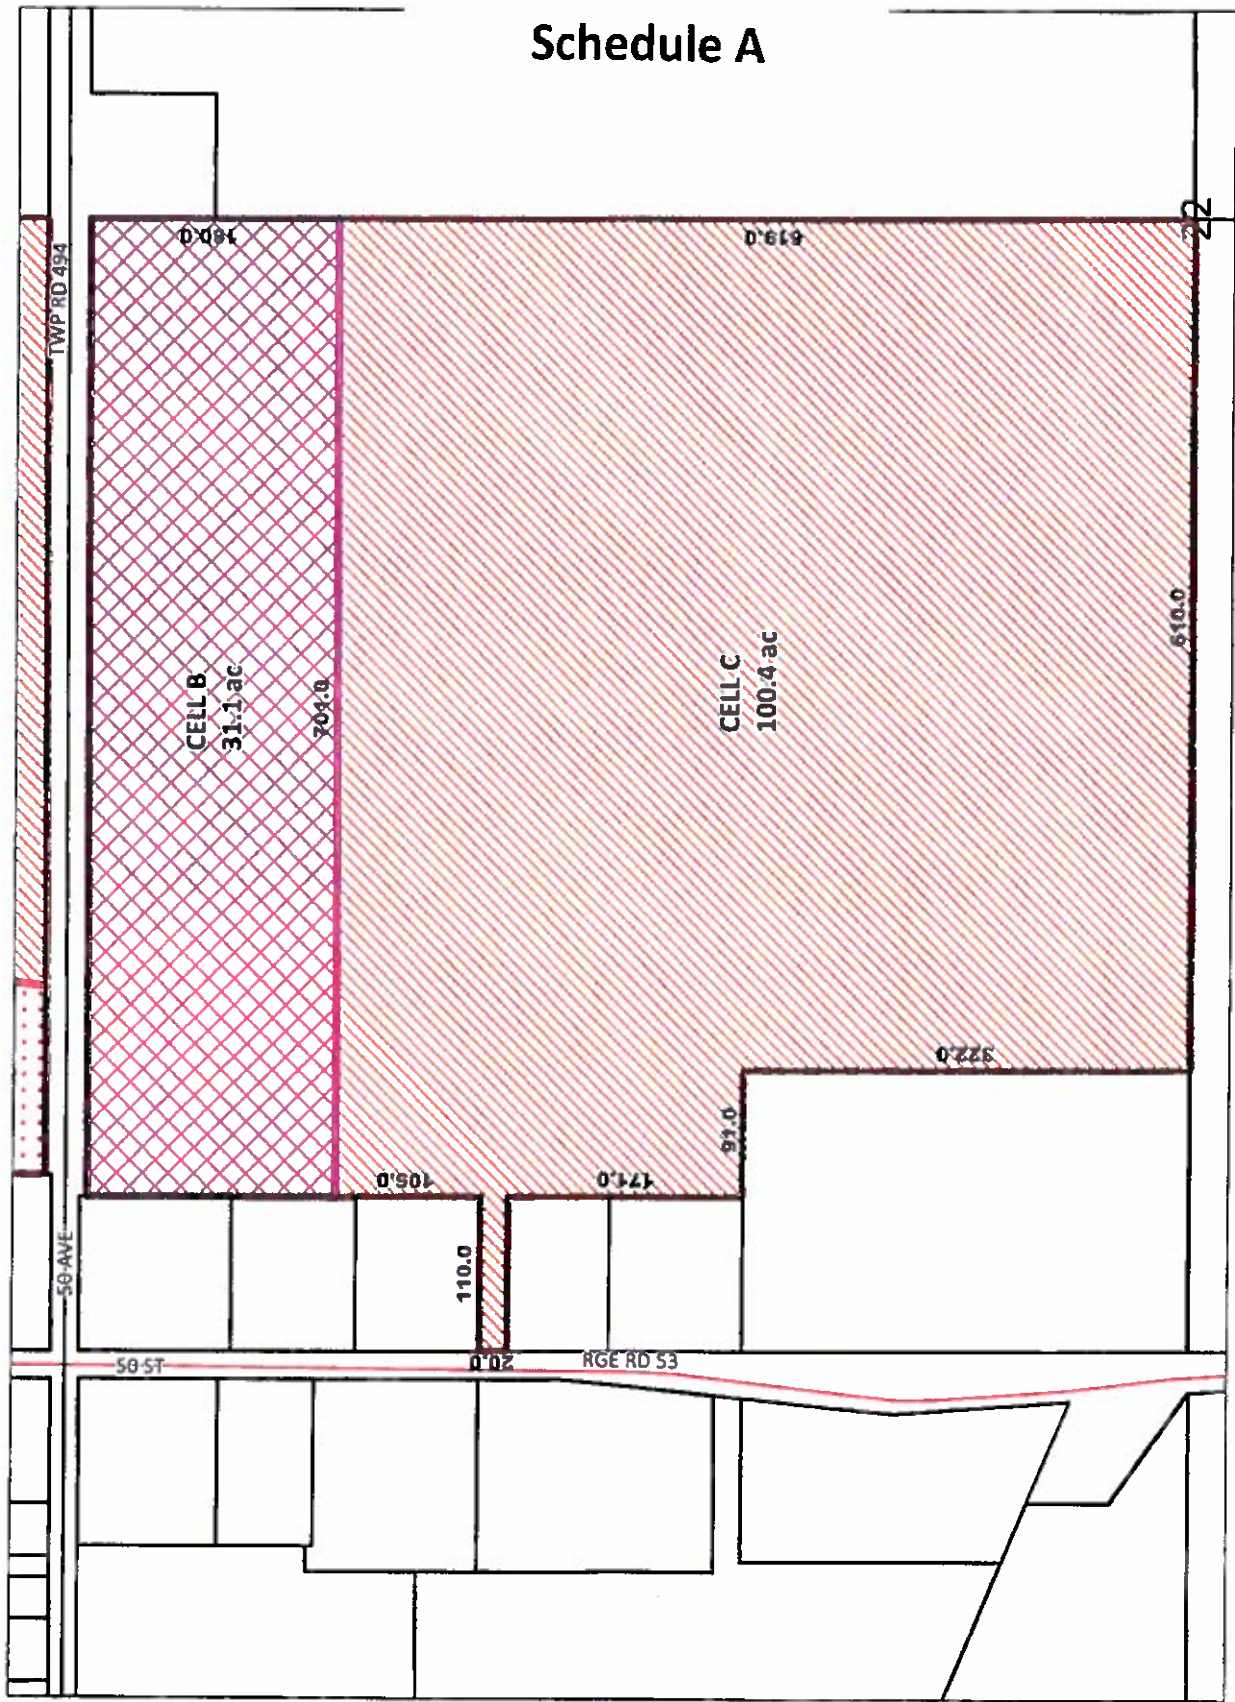 Schedule A
22
TWP RD 494
180.0
619.0
CELL B
31.1 ac
701.0
CELL C
100.4 ac
610.0
322.0
91.0
105.0
171.0
110.0
50 AVE
20.0
50 ST
RGE RD 53